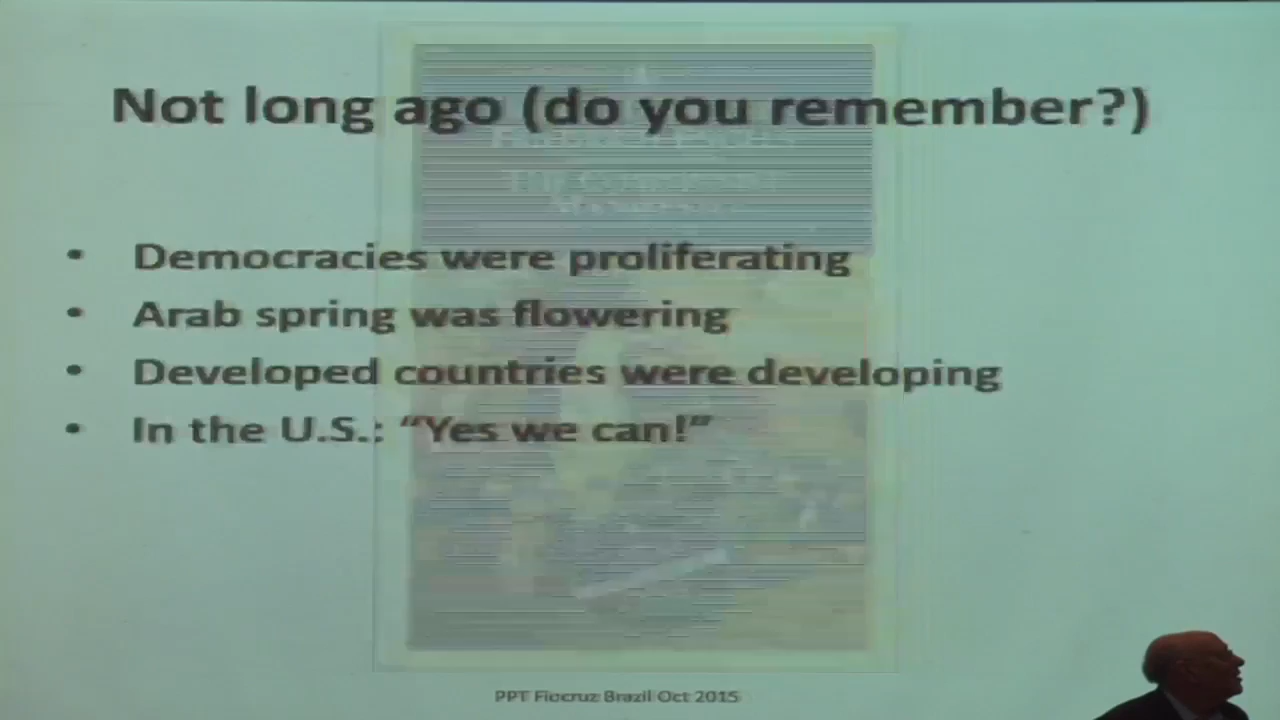 Not long ago (do you remember?)
• Democracies were proliferating
• Arab spring was flowering
• Developed countries were developing
• In the U.S.: “Yes we can!”
PPT Fiocruz Brazil Oct 2015